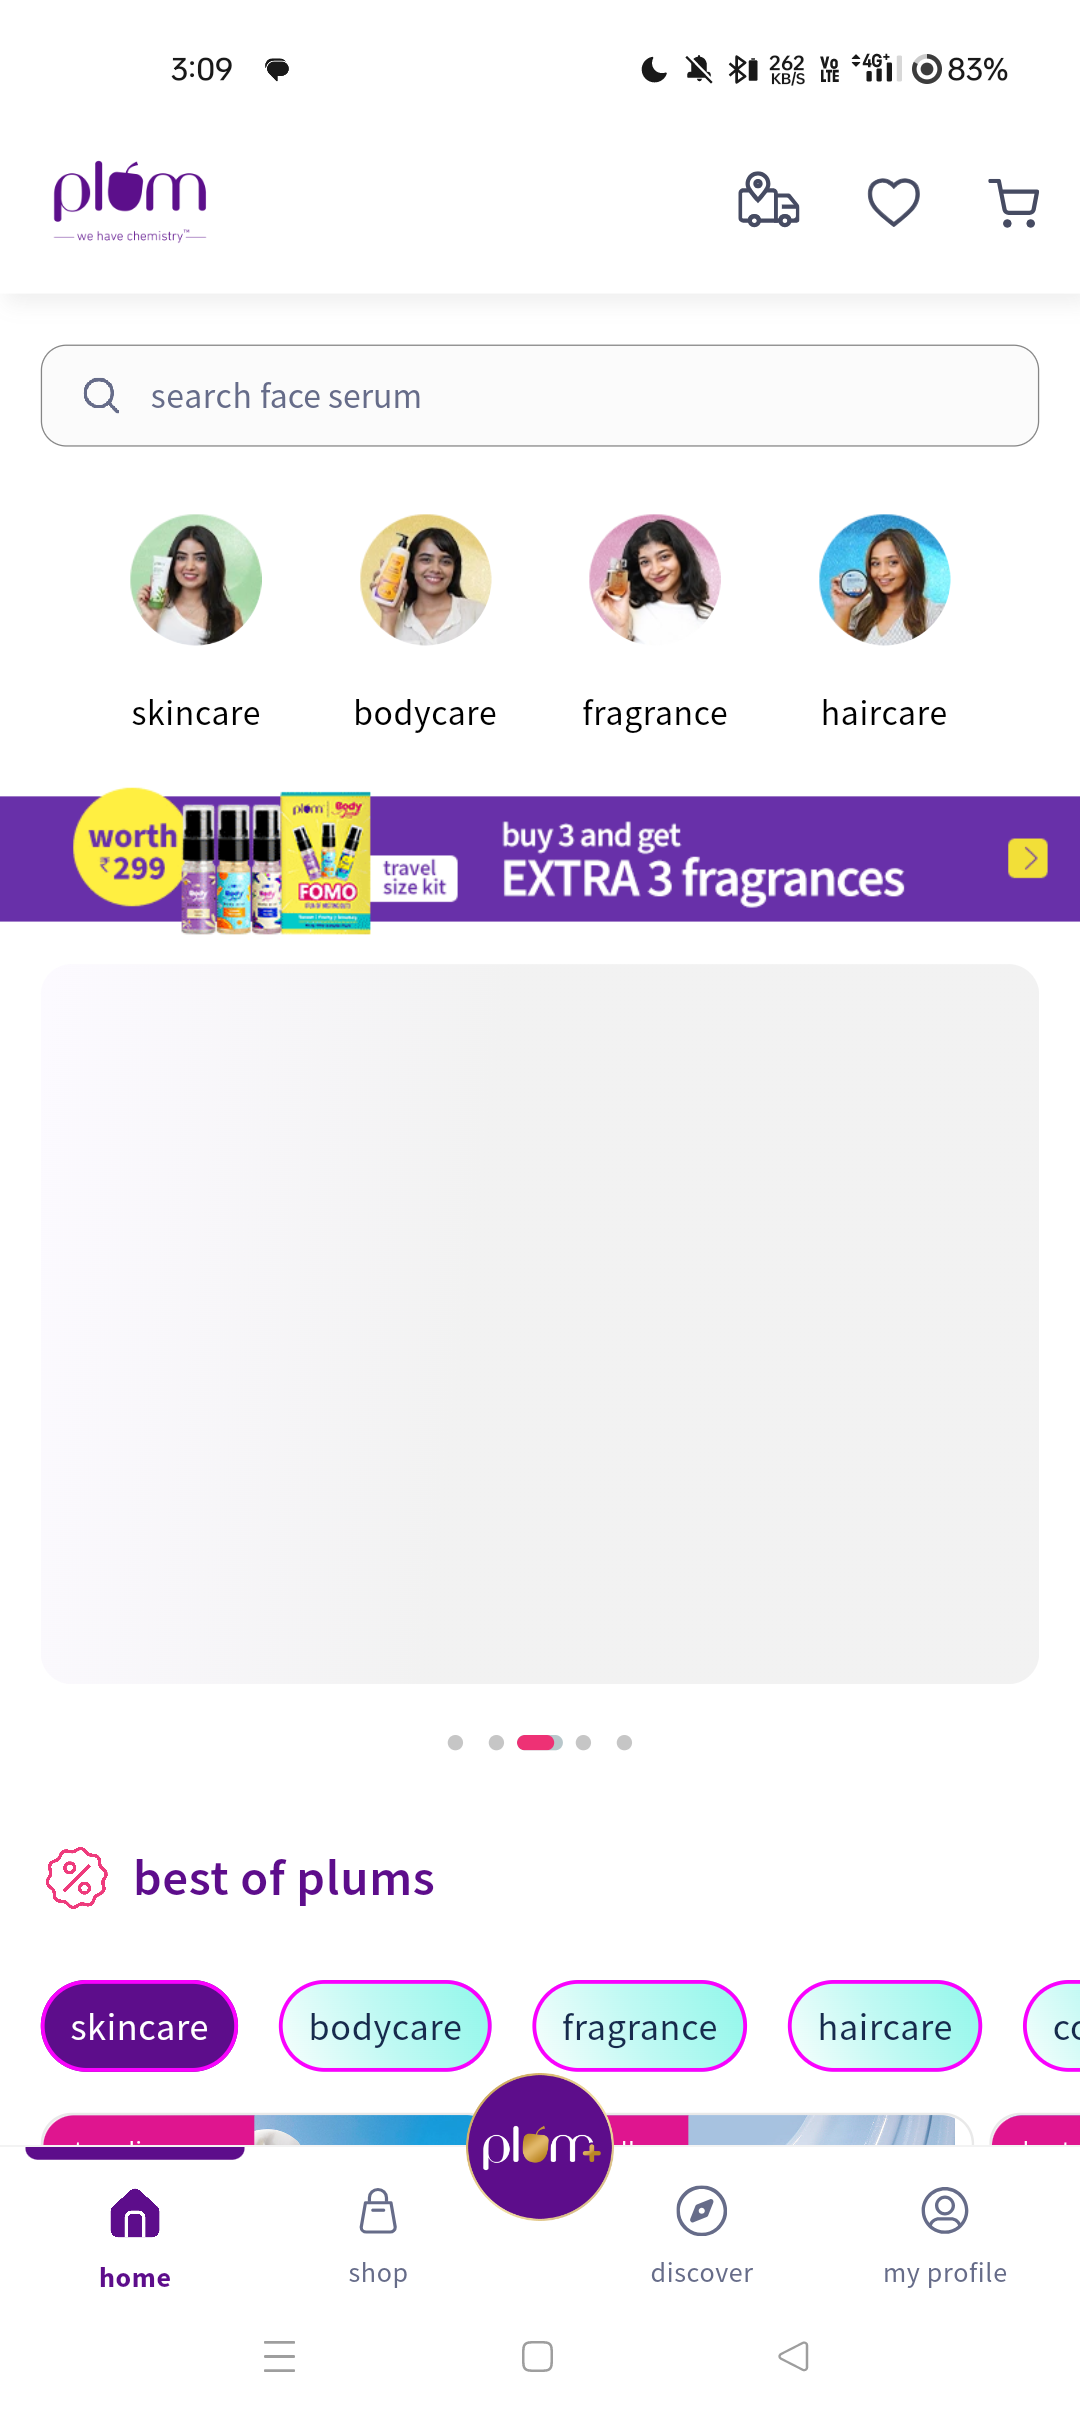 3:09
262
KB/S
Vo
LTE
4G+
83%
plum
we have chemistry™
search face serum
skincare
bodycare
fragrance
haircare
worth
₹299
plum
Body
FOMO
travel
size kit
buy 3 and get
EXTRA 3 fragrances
best of plums
skincare
bodycare
fragrance
haircare
plum+
home
shop
discover
my profile